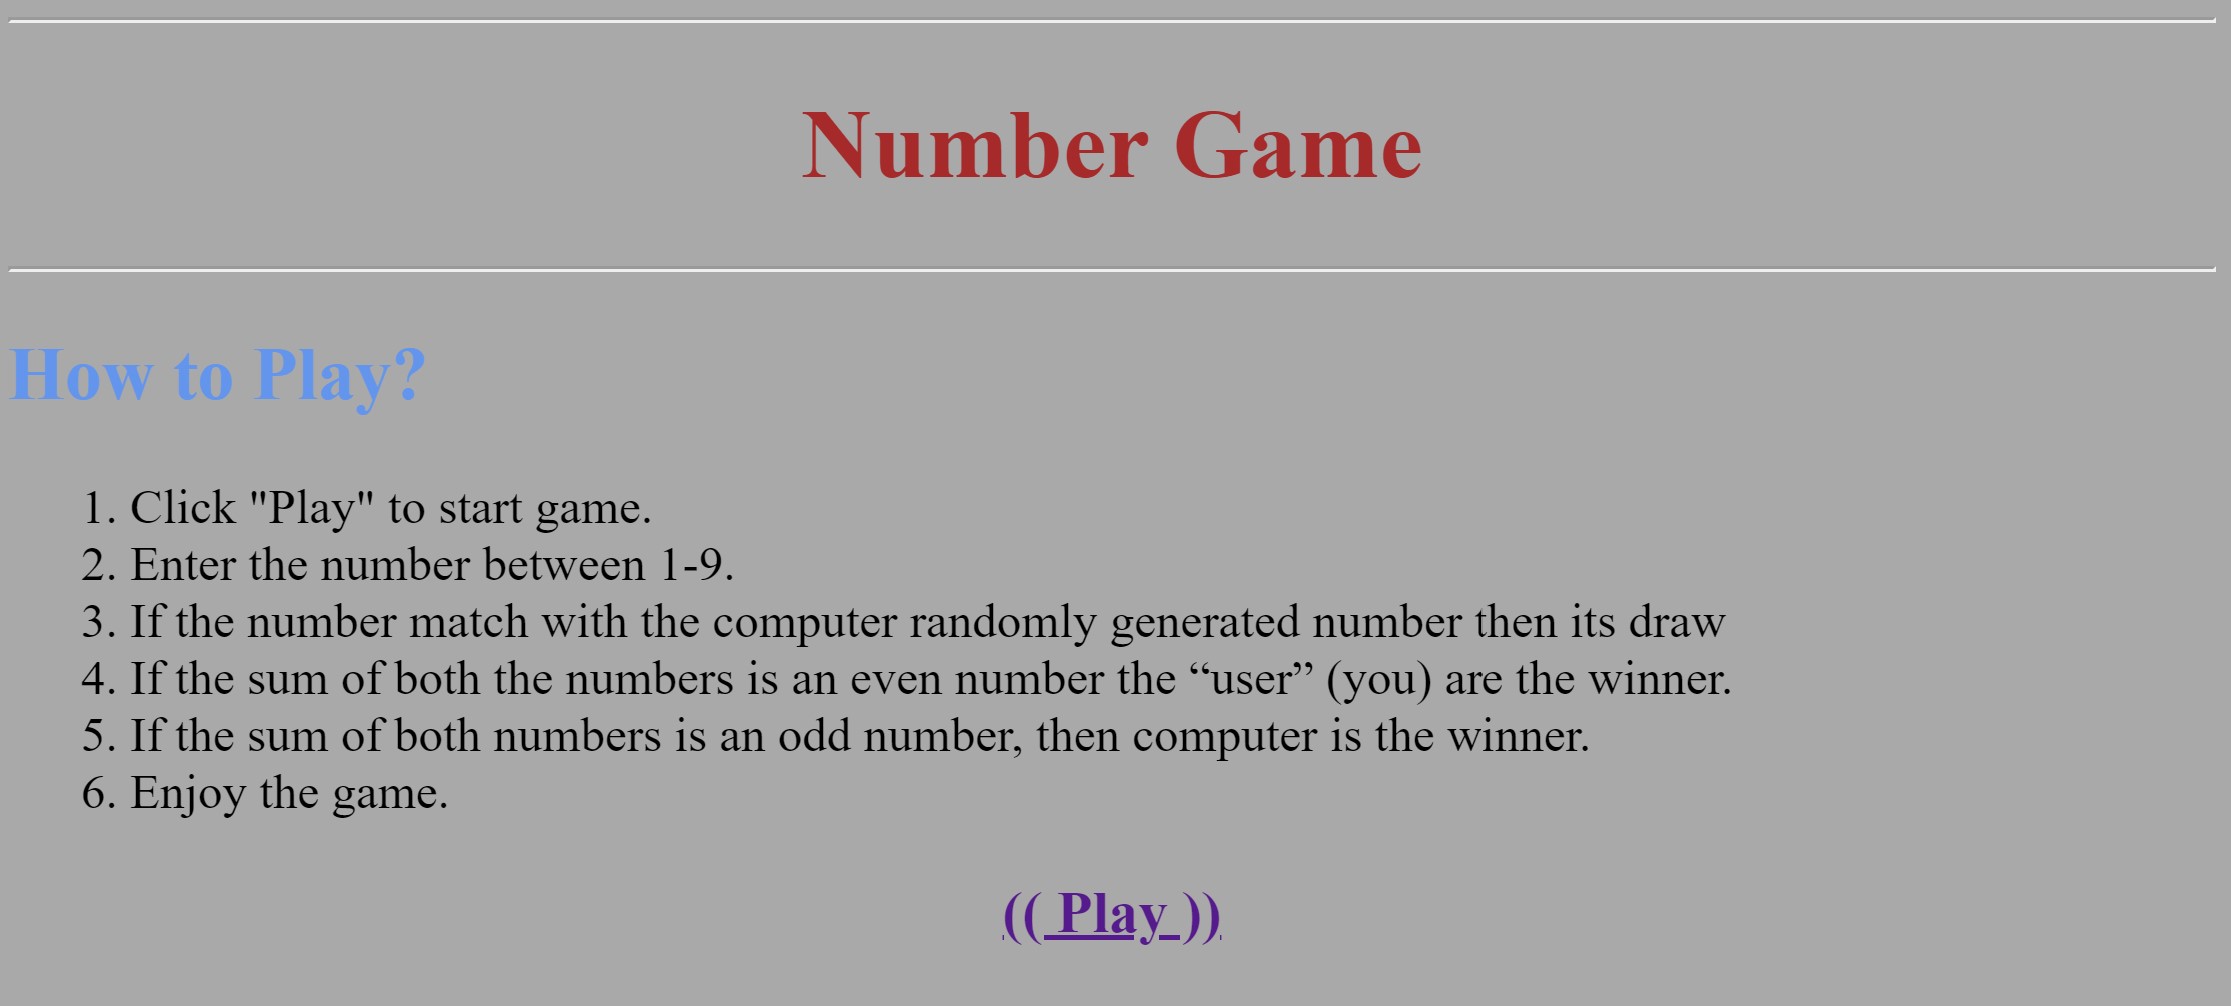 Number Game
How to Play?
1. Click "Play" to start game.
2. Enter the number between 1-9.
3. If the number match with the computer randomly generated number then its draw
4. If the sum of both the numbers is an even number the “user” (you) are the winner.
5. If the sum of both numbers is an odd number, then computer is the winner.
6. Enjoy the game.
(( Play ))